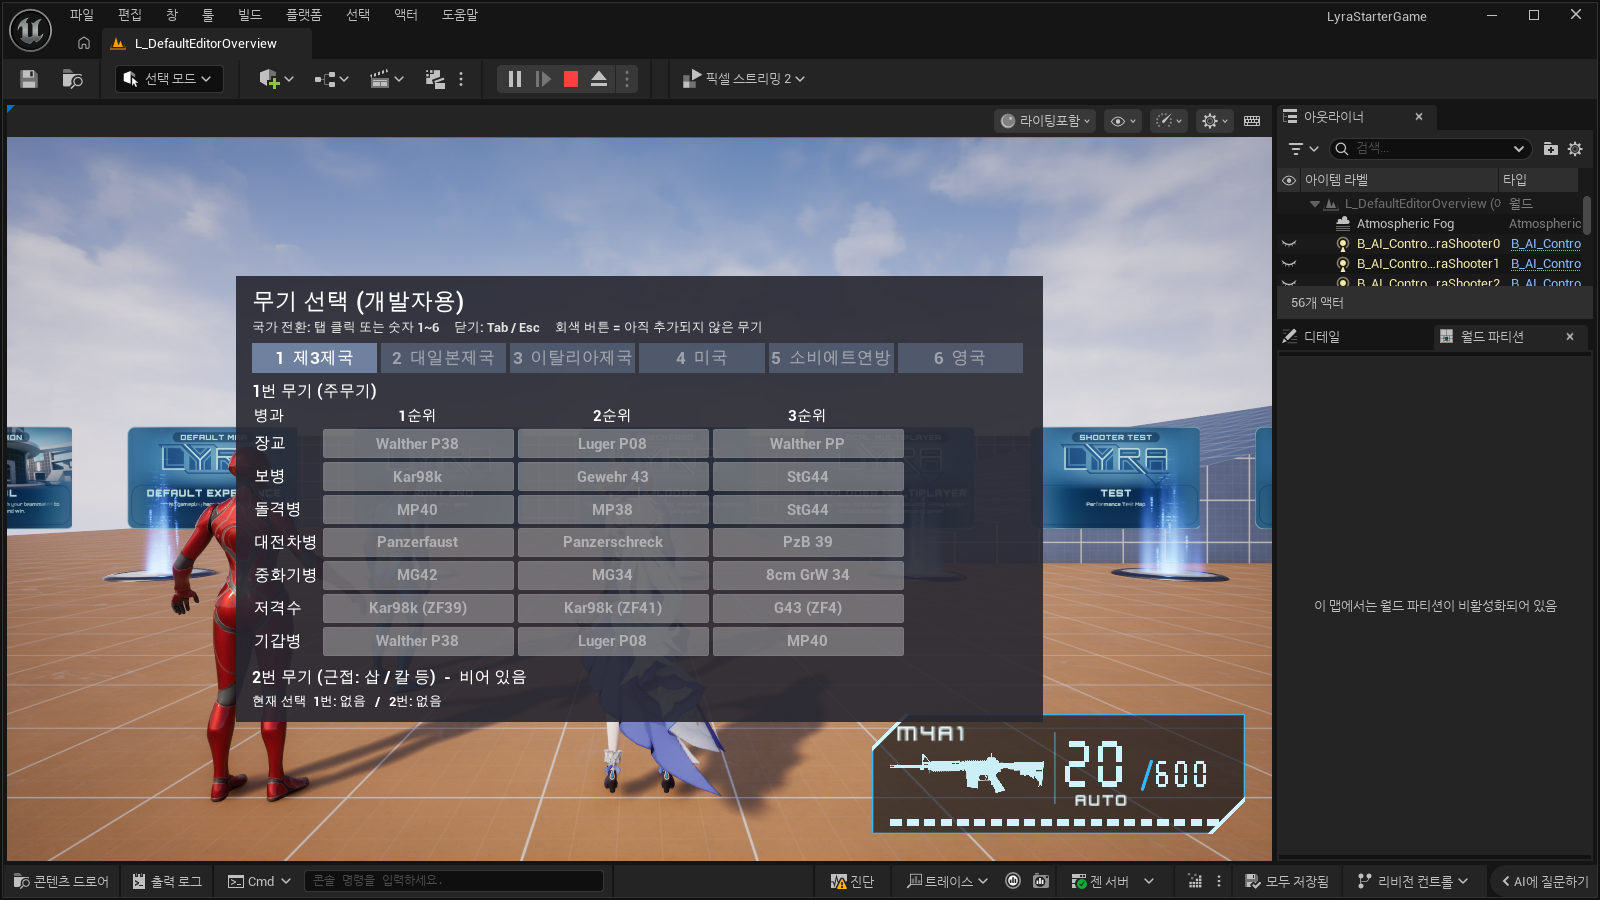 파일 편집 창 툴 빌드 플랫폼 선택 액터 도움말
LyraStarterGame
L_DefaultEditorOverview
선택 모드
픽셀 스트리밍 2
라이팅포함
아웃라이너
검색...
아이템 라벨 타입
L_DefaultEditorOverview (에 월드
Atmospheric Fog Atmospheric
B_AI_Contro...raShooter0 B_AI_Contro
B_AI_Contro...raShooter1 B_AI_Contro
B_AI_Contro...raShooter2 B_AI_Contro
56개 액터
디테일 월드 파티션
이 맵에서는 월드 파티션이 비활성화되어 있음
무기 선택 (개발자용)
국가 전환: 탭 클릭 또는 숫자 1~6 닫기: Tab / Esc 회색 버튼 = 아직 추가되지 않은 무기
1 제3제국 2 대일본제국 3 이탈리아제국 4 미국 5 소비에트연방 6 영국
1번 무기 (주무기)
병과 1순위 2순위 3순위
장교 Walther P38 Luger P08 Walther PP
보병 Kar98k Gewehr 43 StG44
돌격병 MP40 MP38 StG44
대전차병 Panzerfaust Panzerschreck PzB 39
중화기병 MG42 MG34 8cm GrW 34
저격수 Kar98k (ZF39) Kar98k (ZF41) G43 (ZF4)
기갑병 Walther P38 Luger P08 MP40
2번 무기 (근접: 삽 / 칼 등) - 비어 있음
현재 선택 1번: 없음 / 2번: 없음
DEFAULT MA
LYRA
DEFAULT EXPE
SHOOTER TEST
LYRA
TEST
Performance Test Map
M4A1
20 /600
AUTO
콘텐츠 드로어 출력 로그 Cmd 콘솔 명령을 입력하세요. 진단 트레이스 젠 서버 모두 저장됨 리비전 컨트롤 AI에 질문하기